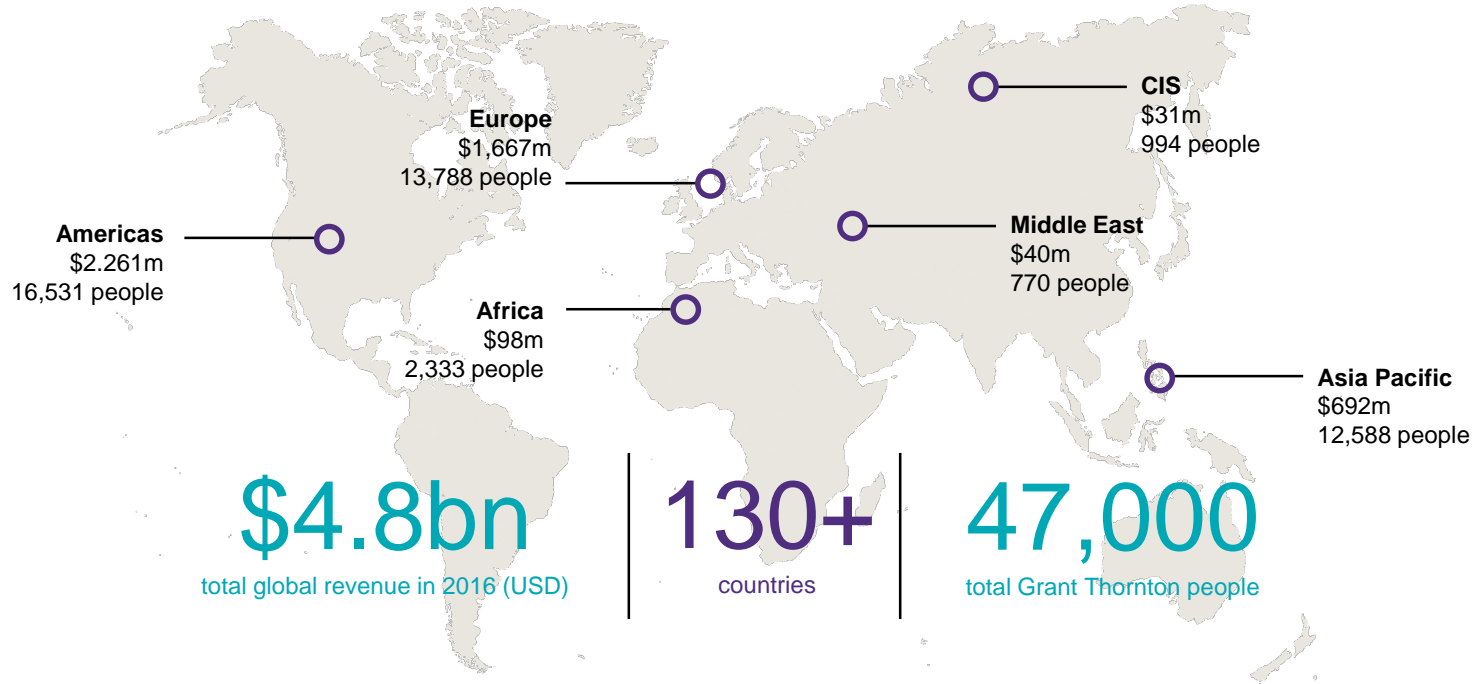 CIS
$31m
994 people
Europe
$1,667m
13,788 people
Americas
$2.261m
16,531 people
Middle East
$40m
770 people
Africa
$98m
2,333 people
Asia Pacific
$692m
12,588 people
$4.8bn
total global revenue in 2016 (USD)
130+
countries
47,000
total Grant Thornton people